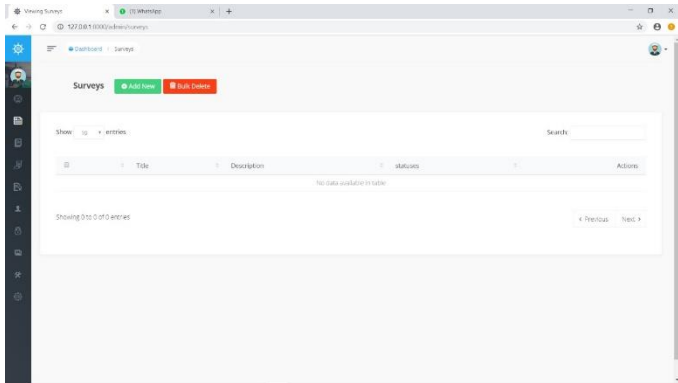 Viewing Surveys
(1) WhatsApp
127.0.0.1:8000/admin/surveys
Dashboard
Surveys
Surveys
Add New
Bulk Delete
Show 10 entries
Search:
Title
Description
statuses
Actions
No data available in table
Showing 0 to 0 of 0 entries
Previous
Next